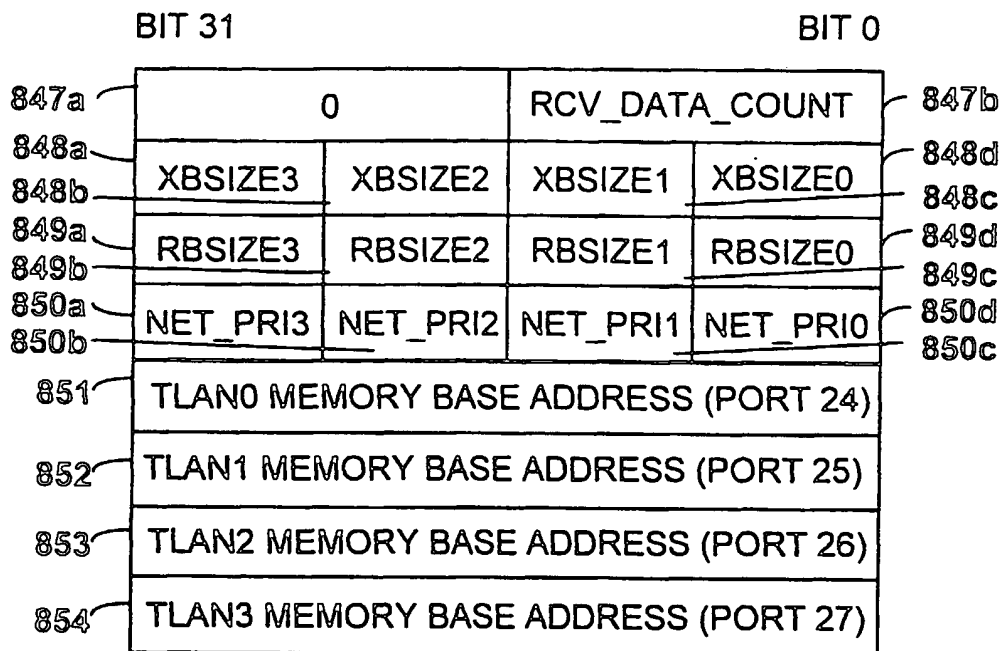 BIT 31 BIT 0
847a 0 RCV_DATA_COUNT 847b
848a XBSIZE3 XBSIZE2 XBSIZE1 XBSIZE0 848d
848b 848c
849a RBSIZE3 RBSIZE2 RBSIZE1 RBSIZE0 849d
849b 849c
850a NET_PRI3 NET_PRI2 NET_PRI1 NET_PRI0 850d
850b 850c
851 TLAN0 MEMORY BASE ADDRESS (PORT 24)
852 TLAN1 MEMORY BASE ADDRESS (PORT 25)
853 TLAN2 MEMORY BASE ADDRESS (PORT 26)
854 TLAN3 MEMORY BASE ADDRESS (PORT 27)